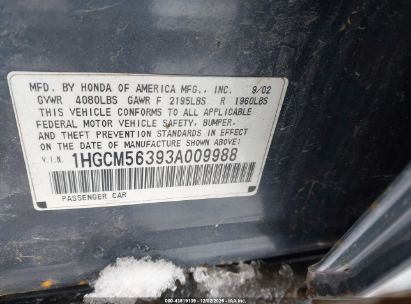 MFD. BY HONDA OF AMERICA MFG., INC. 9/02
GVWR 4080LBS GAWR F 2195LBS R 1960LBS
THIS VEHICLE CONFORMS TO ALL APPLICABLE
FEDERAL MOTOR VEHICLE SAFETY, BUMPER,
AND THEFT PREVENTION STANDARDS IN EFFECT
ON THE DATE OF MANUFACTURE SHOWN ABOVE.
V.I.N. 1HGCM56393A009988
PASSENGER CAR